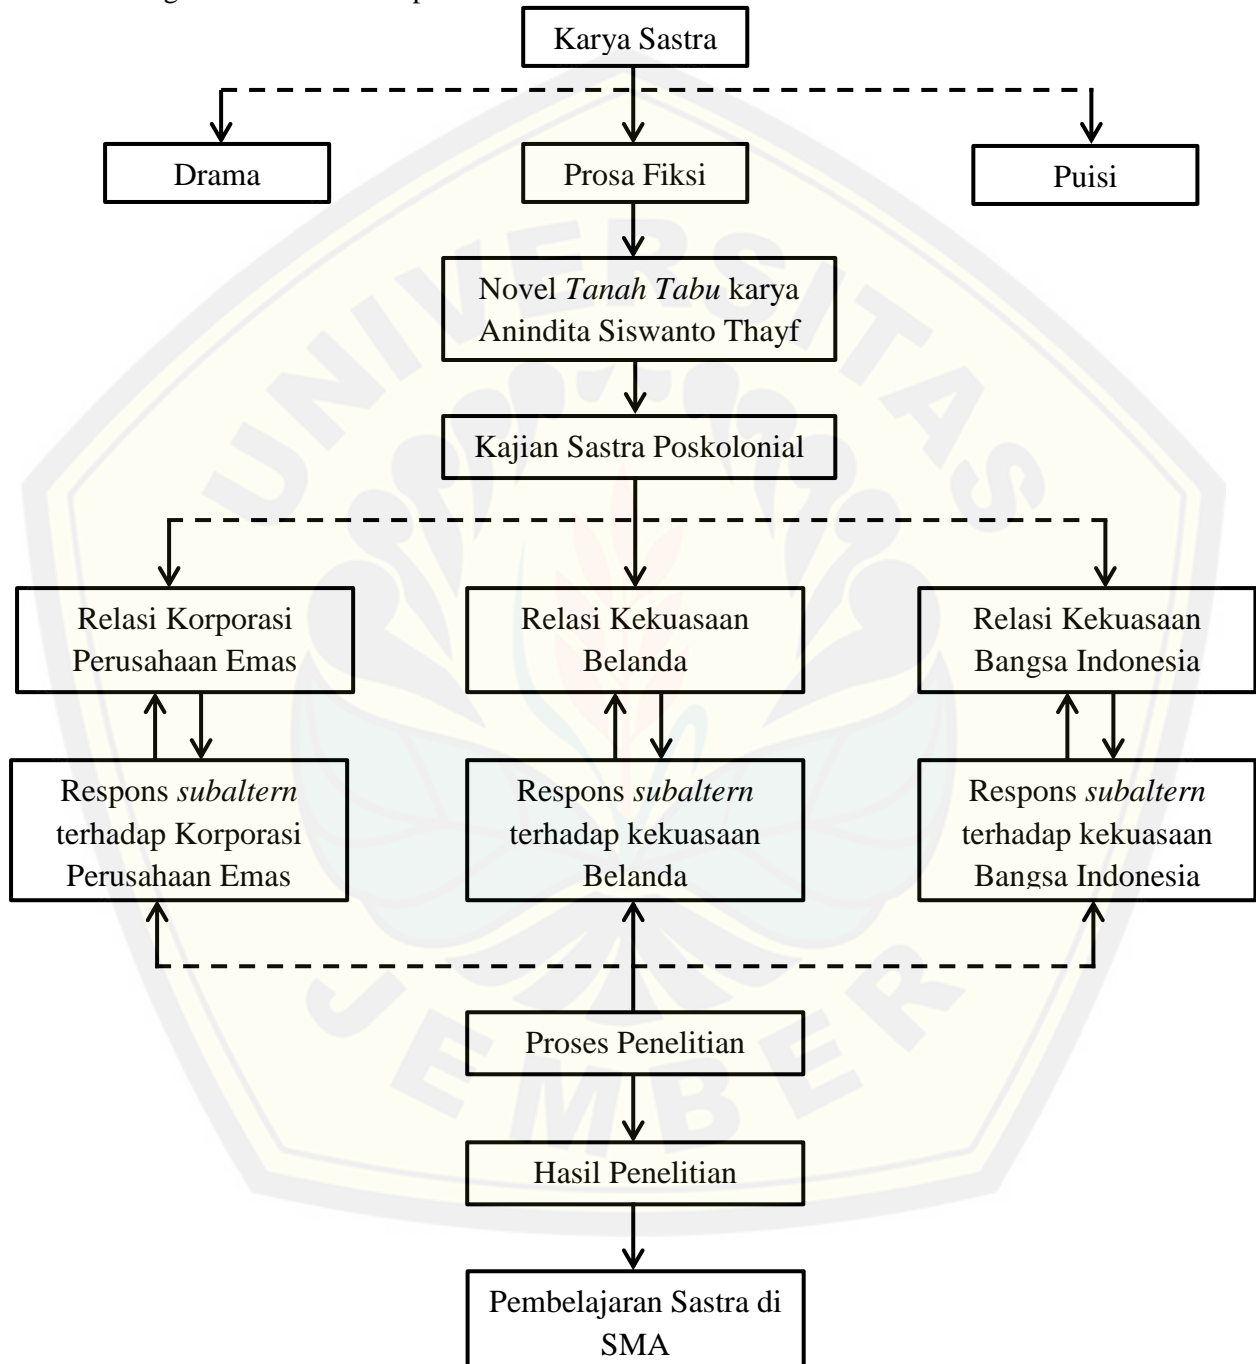 Karya Sastra
Drama
Prosa Fiksi
Puisi
Novel Tanah Tabu karya
Anindita Siswanto Thayf
Kajian Sastra Poskolonial
Relasi Korporasi
Perusahaan Emas
Relasi Kekuasaan
Belanda
Relasi Kekuasaan
Bangsa Indonesia
Respons subaltern
terhadap Korporasi
Perusahaan Emas
Respons subaltern
terhadap kekuasaan
Belanda
Respons subaltern
terhadap kekuasaan
Bangsa Indonesia
Proses Penelitian
Hasil Penelitian
Pembelajaran Sastra di
SMA
UNIVERSITAS
JEMBER